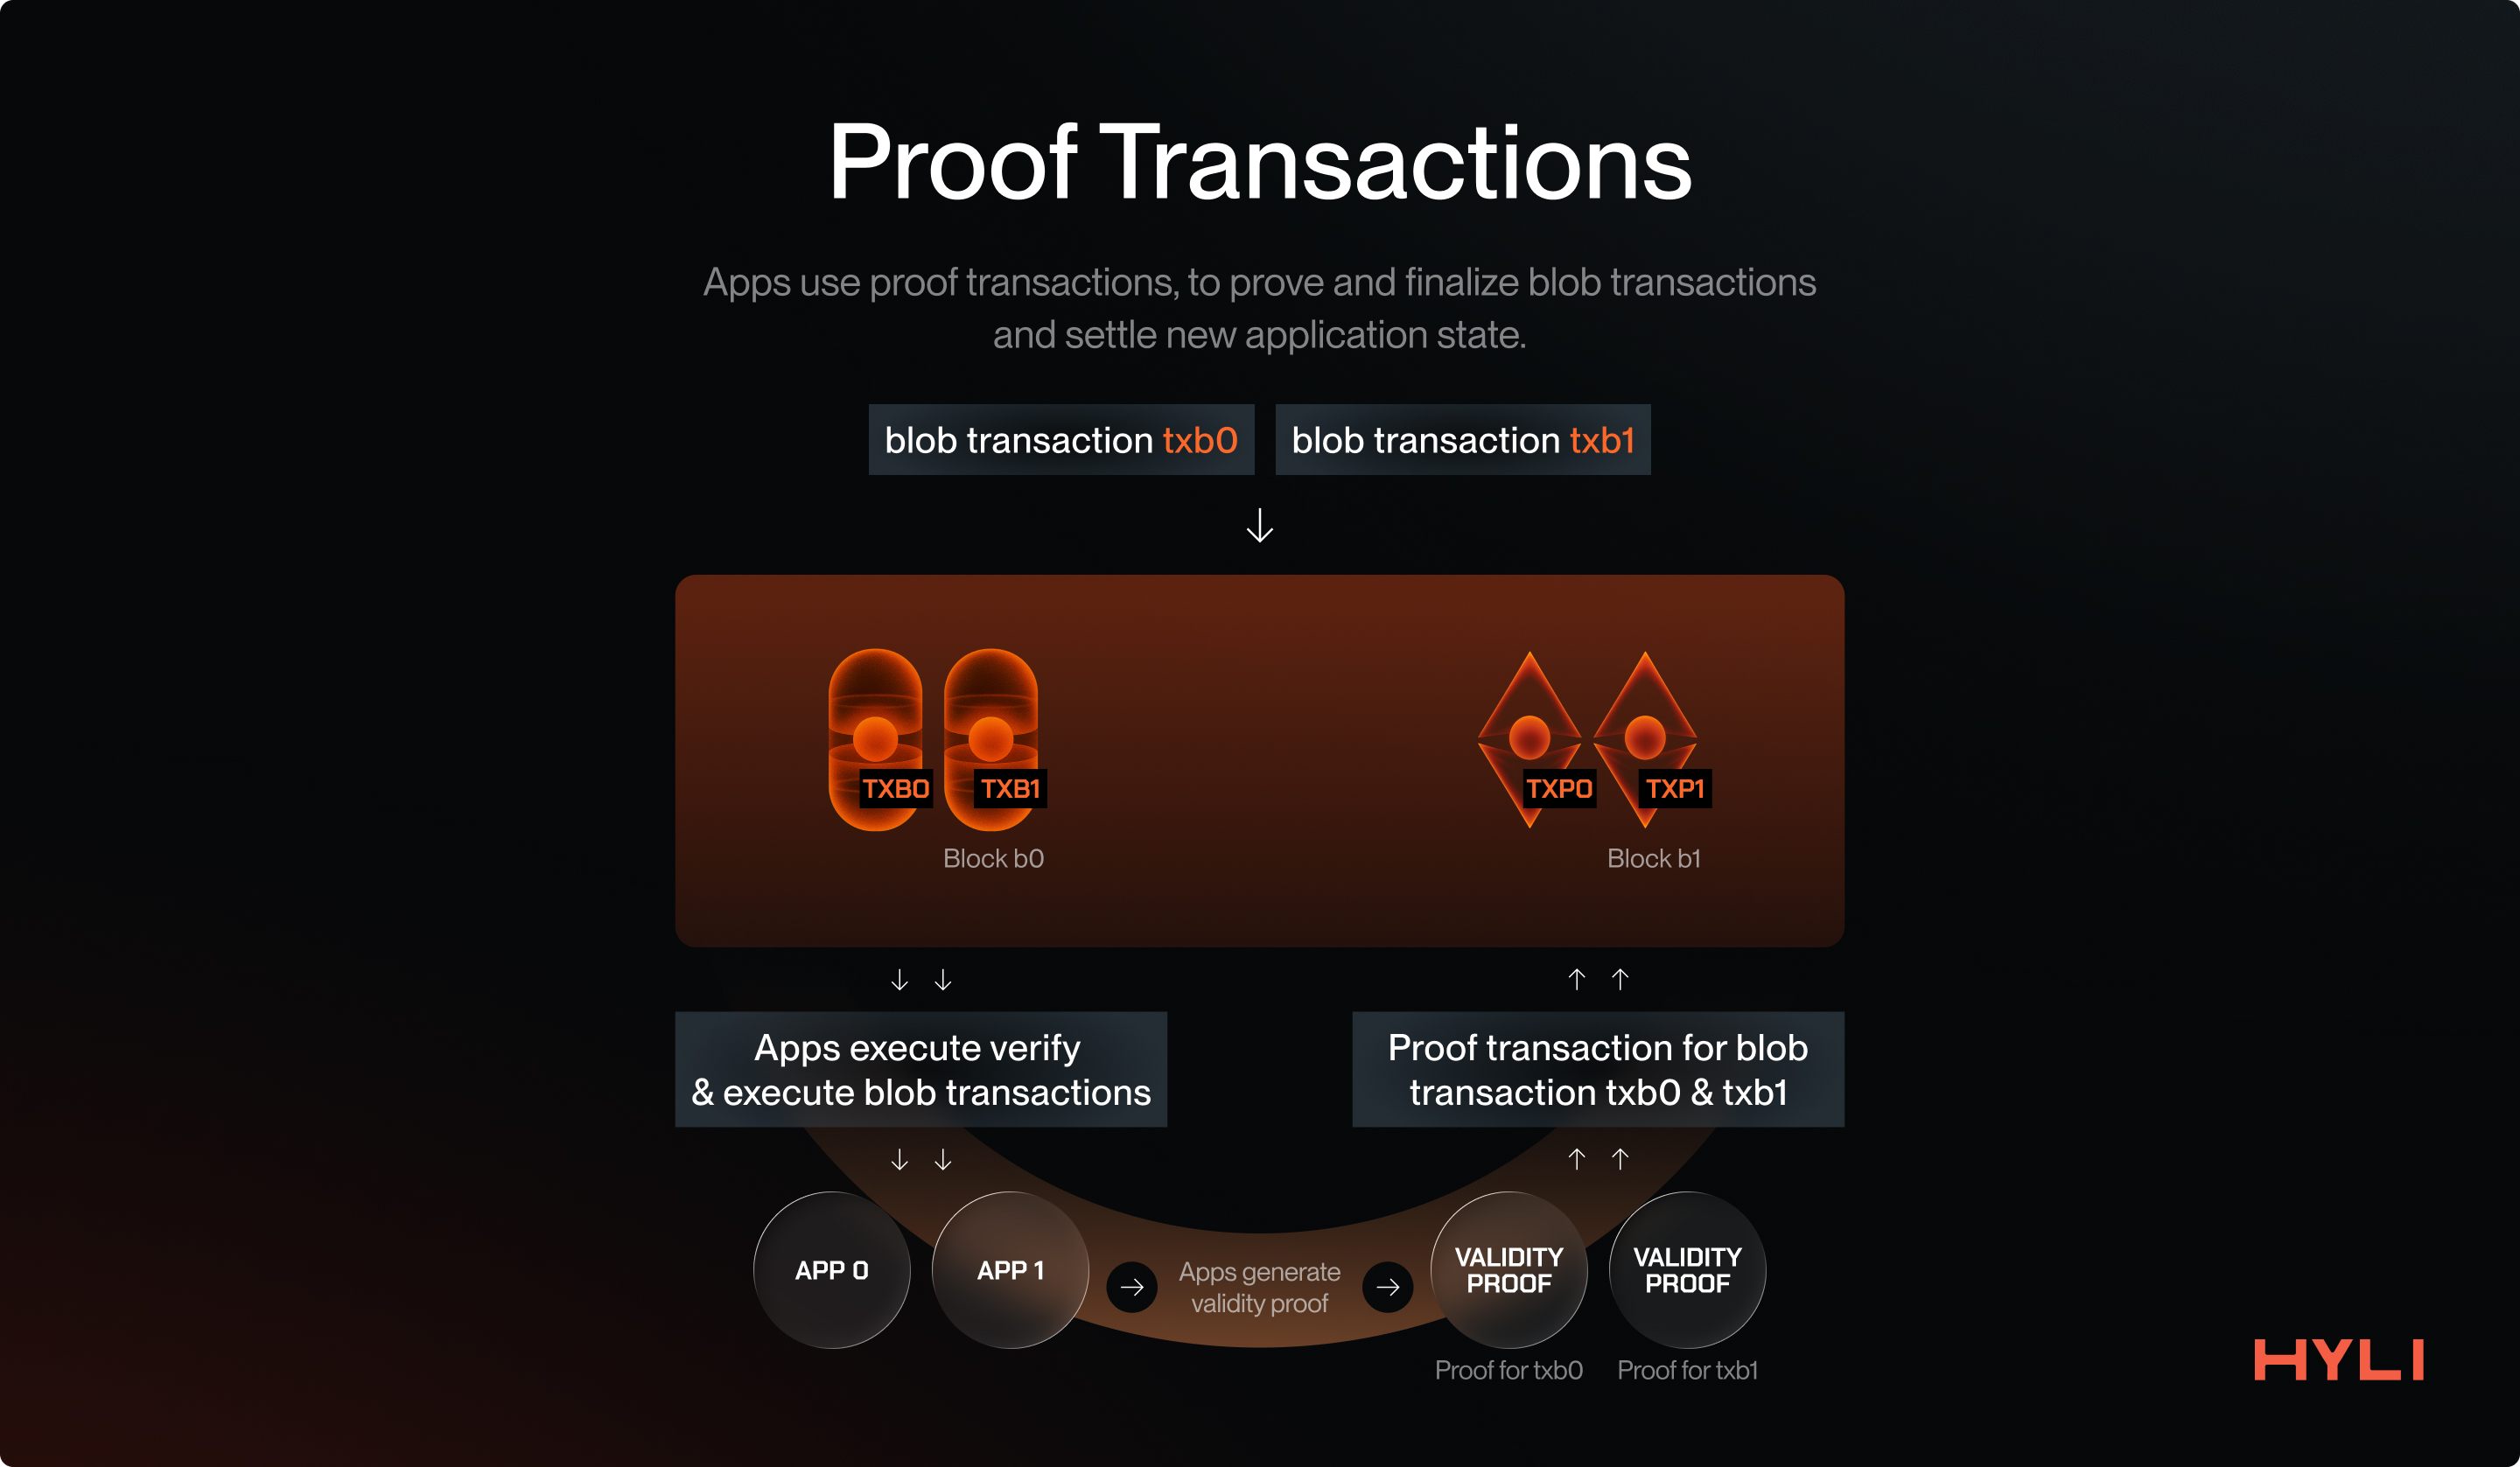 Proof Transactions
Apps use proof transactions, to prove and finalize blob transactions
and settle new application state.
blob transaction txb0
blob transaction txb1
TXB0
TXB1
Block b0
TXP0
TXP1
Block b1
Apps execute verify
& execute blob transactions
Proof transaction for blob
transaction txb0 & txb1
APP 0
APP 1
Apps generate
validity proof
VALIDITY
PROOF
VALIDITY
PROOF
Proof for txb0
Proof for txb1
HYLI